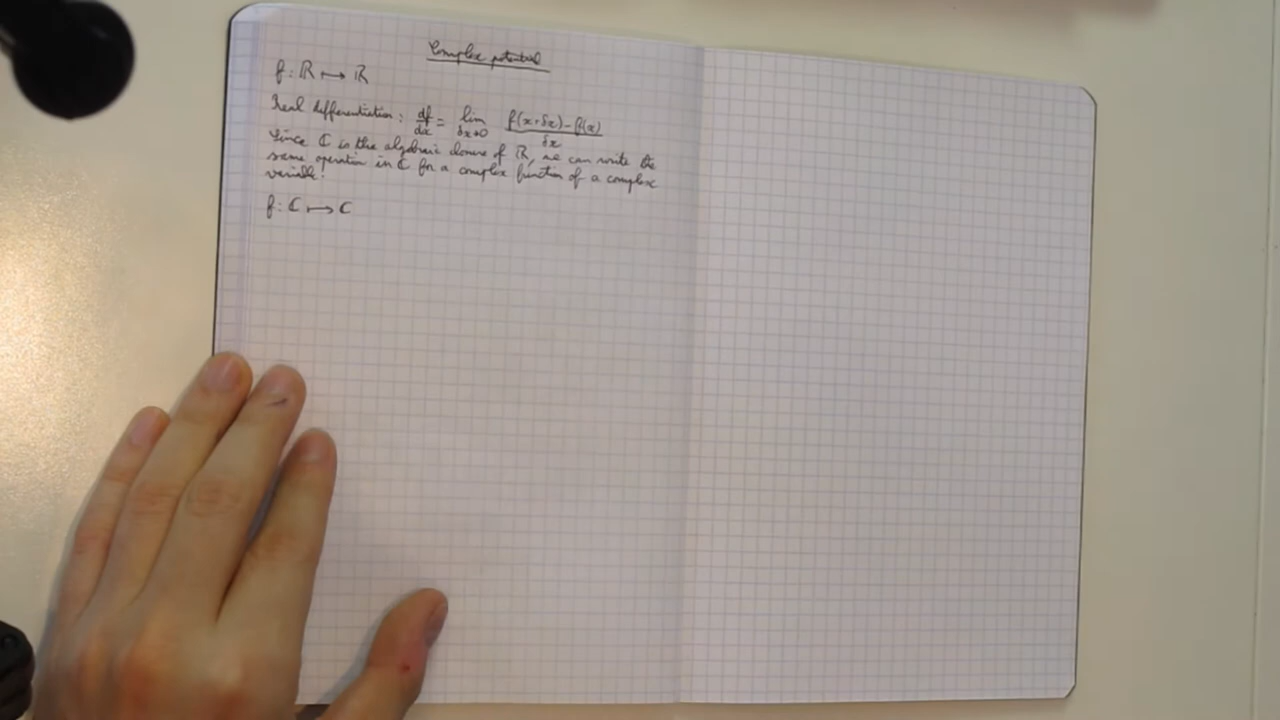 Complex potential
f : ℝ ⟼ ℝ
Real differentiation : df/dx = lim δx→0 f(x+δx) - f(x) / δx
Since ℂ is the algebraic closure of ℝ, we can write the
same operation in ℂ for a complex function of a complex
variable!
f : ℂ ⟼ ℂ